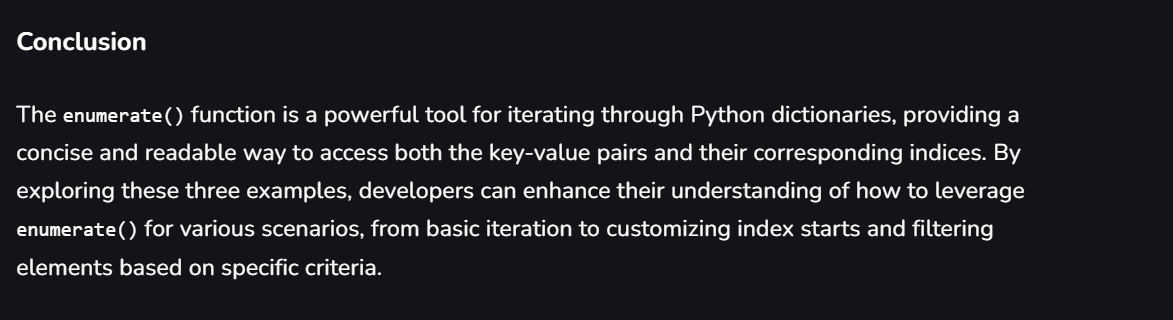 Conclusion
The enumerate() function is a powerful tool for iterating through Python dictionaries, providing a
concise and readable way to access both the key-value pairs and their corresponding indices. By
exploring these three examples, developers can enhance their understanding of how to leverage
enumerate() for various scenarios, from basic iteration to customizing index starts and filtering
elements based on specific criteria.